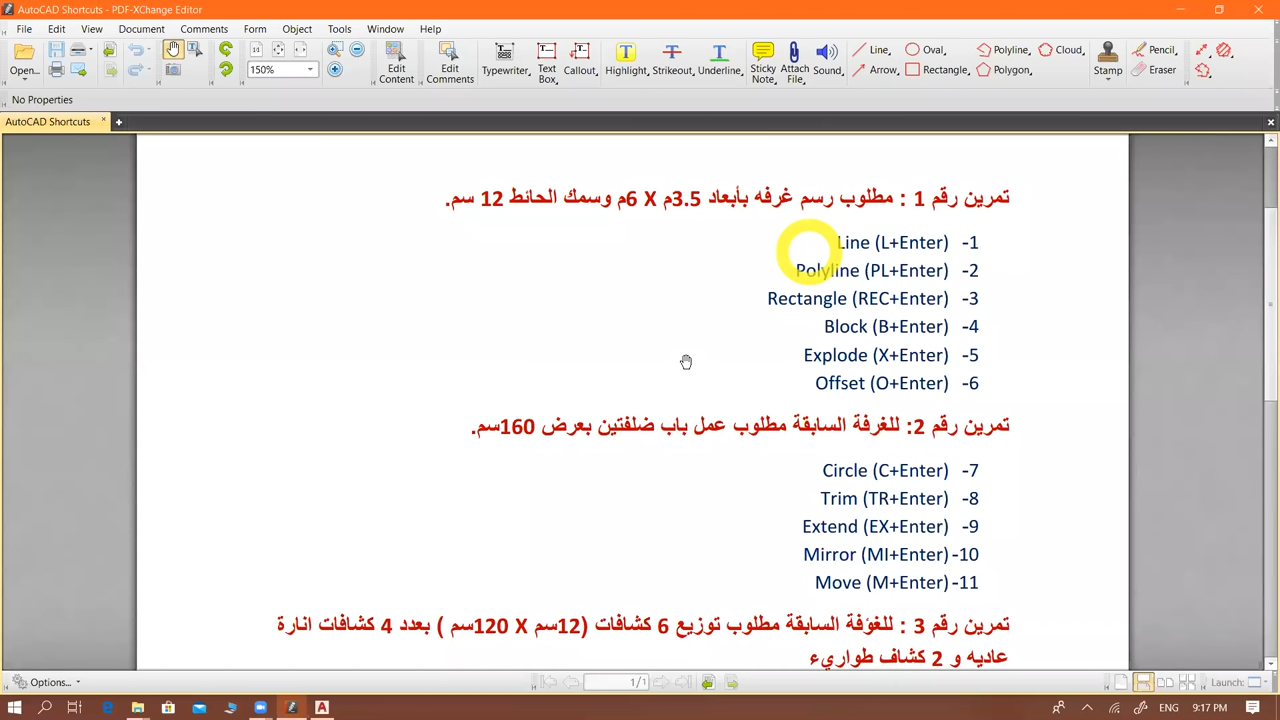 AutoCAD Shortcuts - PDF-XChange Editor
File Edit View Document Comments Form Object Tools Window Help
Open... 150% Edit Content Edit Comments Typewriter Text Box Callout Highlight Strikeout Underline Sticky Note Attach File Sound Line Arrow Oval Rectangle Polyline Polygon Cloud Stamp Pencil Eraser
No Properties
AutoCAD Shortcuts
تمرين رقم 1 : مطلوب رسم غرفه بأبعاد 3.5م X 6م وسمك الحائط 12 سم.
1- Line (L+Enter)
2- Polyline (PL+Enter)
3- Rectangle (REC+Enter)
4- Block (B+Enter)
5- Explode (X+Enter)
6- Offset (O+Enter)
تمرين رقم 2: للغرفة السابقة مطلوب عمل باب ضلفتين بعرض 160سم.
7- Circle (C+Enter)
8- Trim (TR+Enter)
9- Extend (EX+Enter)
10- Mirror (MI+Enter)
11- Move (M+Enter)
تمرين رقم 3 : للغؤفة السابقة مطلوب توزيع 6 كشافات (12سم X 120سم ) بعدد 4 كشافات انارة
عاديه و 2 كشاف طواريء
Options... 1/1 Launch:
ENG 9:17 PM